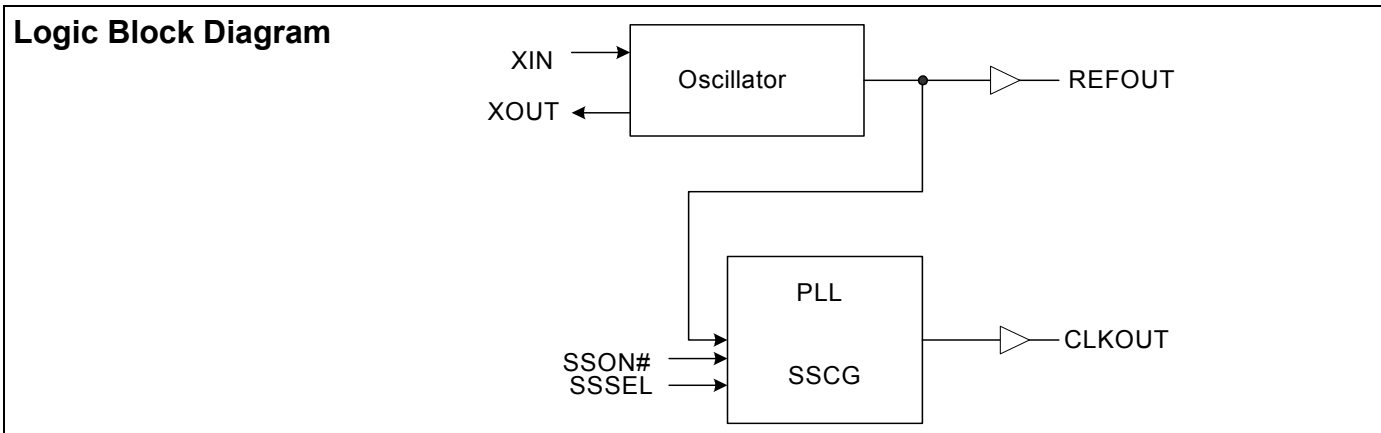 Logic Block Diagram
XIN
XOUT
Oscillator
REFOUT
PLL
SSCG
SSON#
SSSEL
CLKOUT